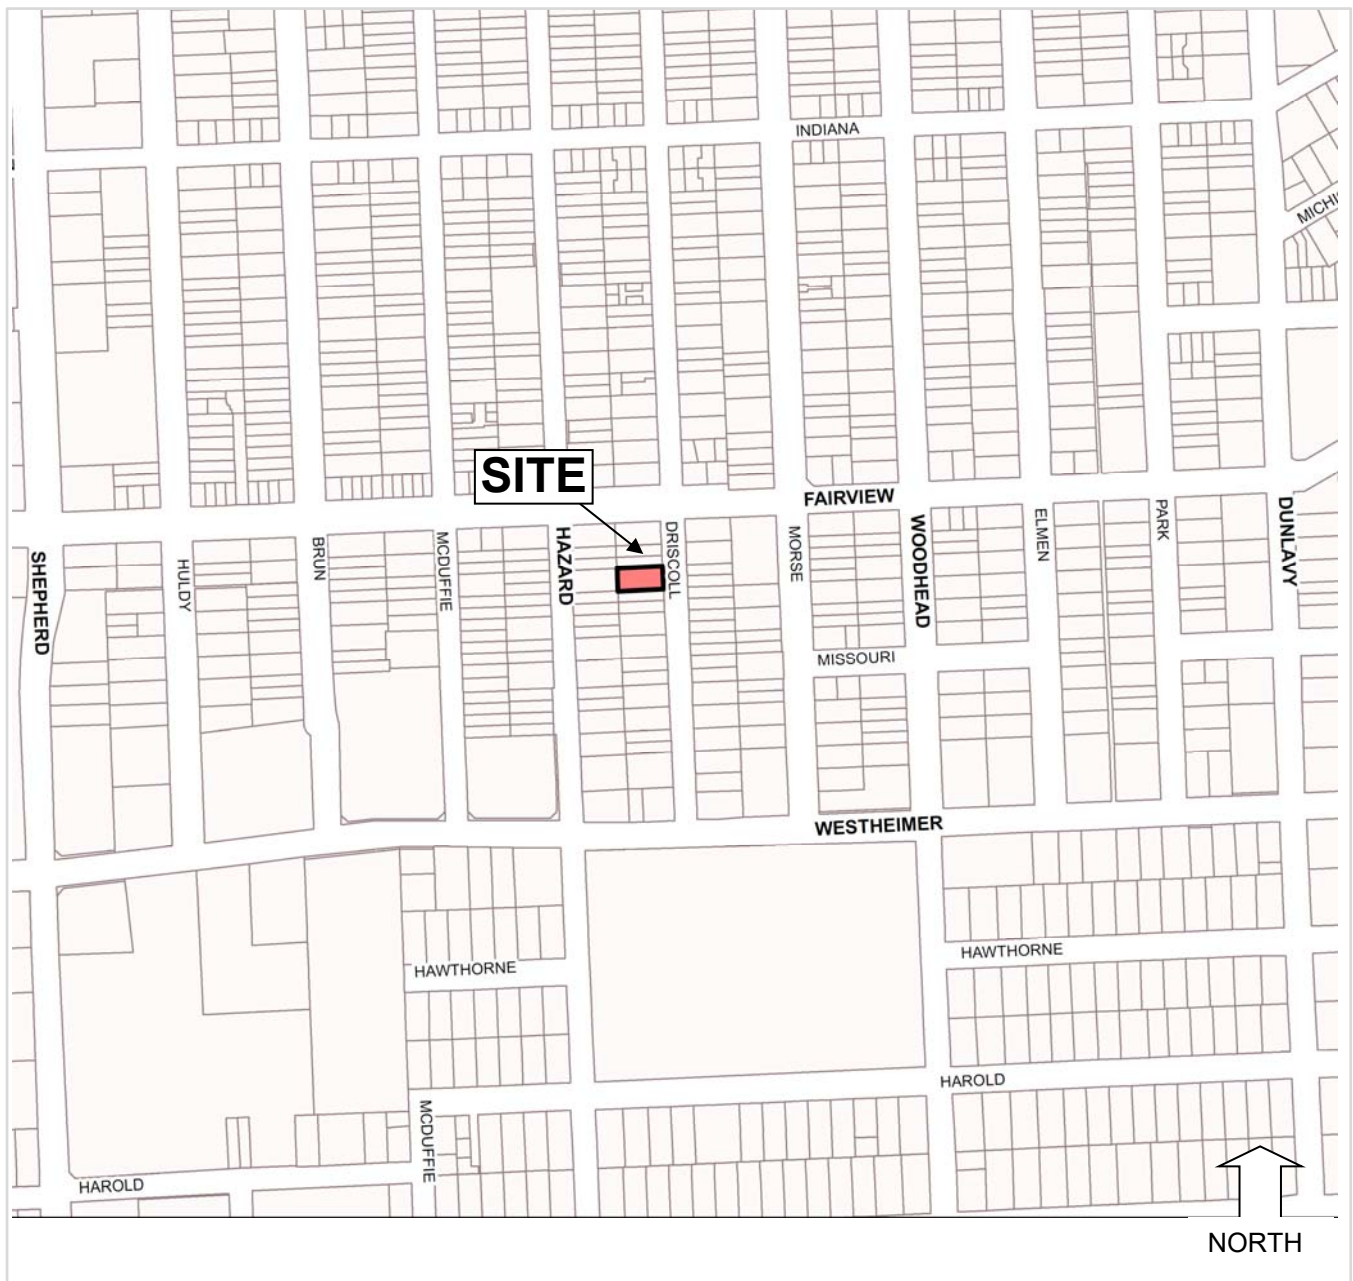 INDIANA
MICHI
SITE
FAIRVIEW
SHEPHERD
HULDY
BRUN
MCDUFFIE
HAZARD
DRISCOLL
MORSE
WOODHEAD
ELMEN
PARK
DUNLAVY
MISSOURI
WESTHEIMER
HAWTHORNE
HAWTHORNE
HAROLD
MCDUFFIE
HAROLD
NORTH